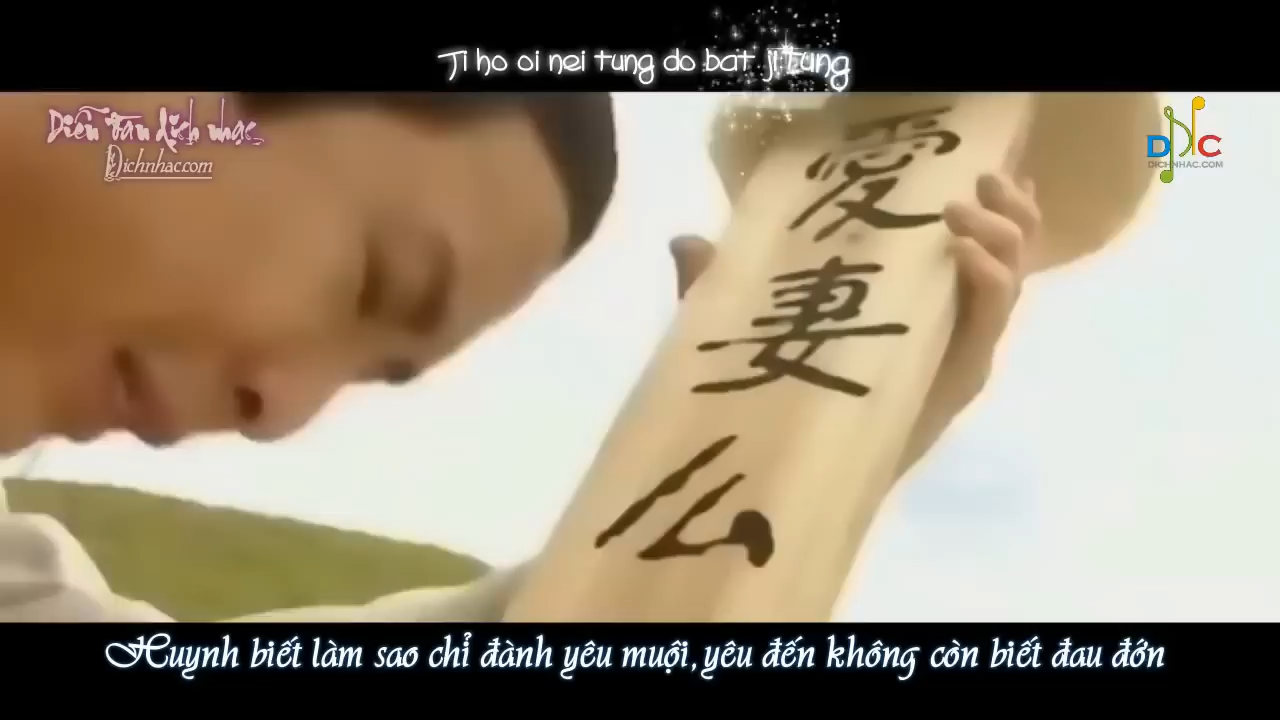 Ji ho oi nei tung do bat ji tung
Diễn đàn dịch nhạc
Dichnhac.com
DNC
DICHNHAC.COM
愛妻么
Huynh biết làm sao chỉ đành yêu muội, yêu đến không còn biết đau đớn